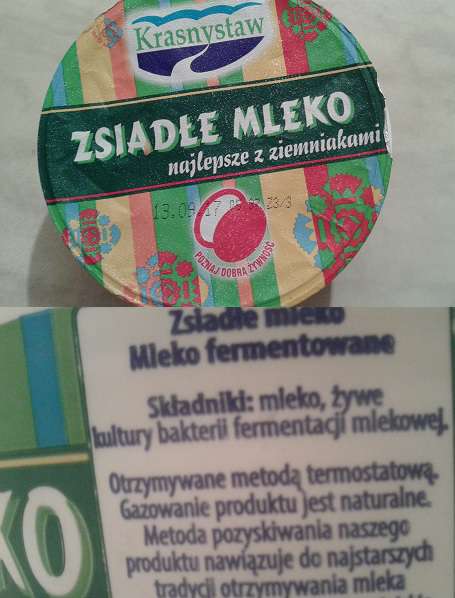 Krasnystaw
ZSIADŁE MLEKO
najlepsze z ziemniakami
13.09.17
POZNAJ DOBRĄ ŻYWNOŚĆ
Zsiadłe mleko
Mleko fermentowane
Składniki: mleko, żywe
kultury bakterii fermentacji mlekowej.
Otrzymywane metodą termostatową.
Gazowanie produktu jest naturalne.
Metoda pozyskiwania naszego
produktu nawiązuje do najstarszych
tradycji otrzymywania mleka
KO